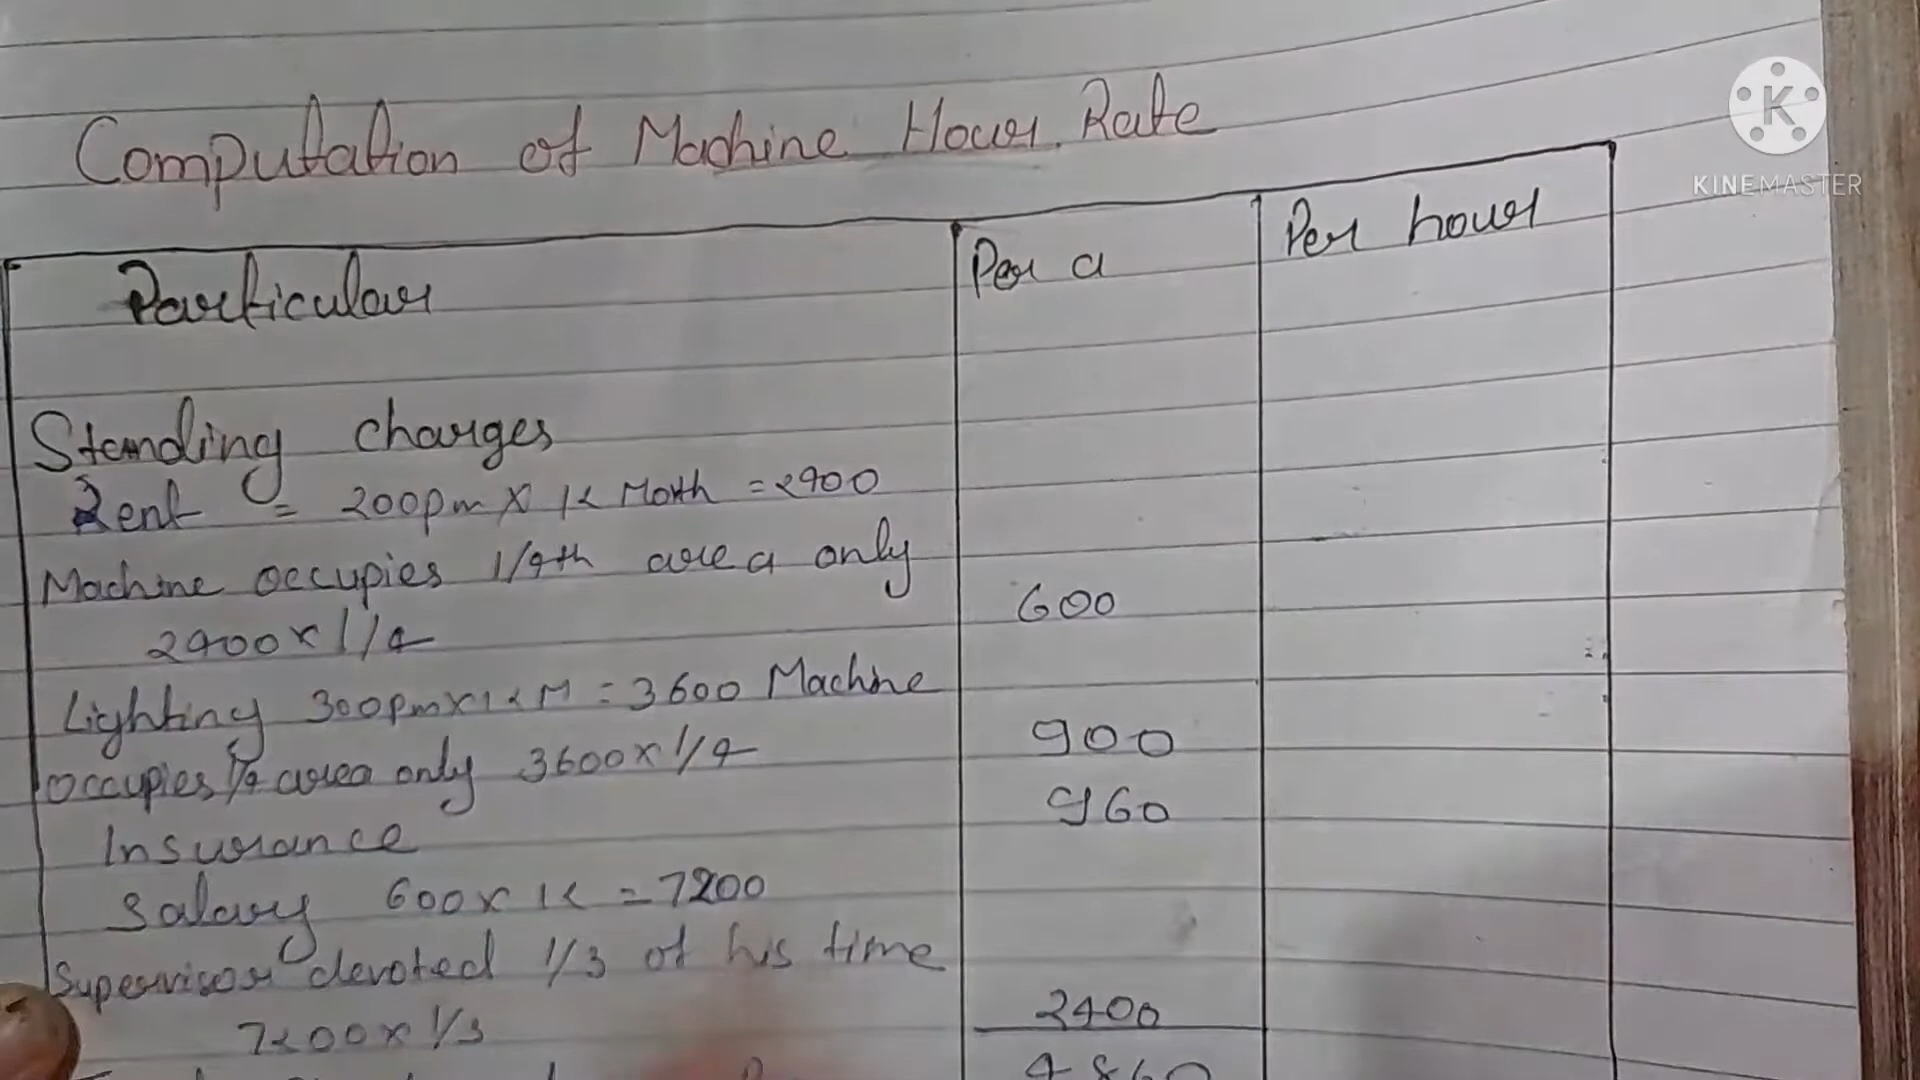 Computation of Machine Hour Rate
Particular Per a Per hour
Standing charges
Rent = 200pm x 12 Month = 2400
Machine occupies 1/4th area only
2400 x 1/4 600
Lighting 300pm x 12 M = 3600 Machine
occupies 1/4 area only 3600 x 1/4 900
Insurance 960
Salary 600 x 12 = 7200
Supervisor devoted 1/3 of his time
7200 x 1/3 2400
4860
K
KINEMASTER